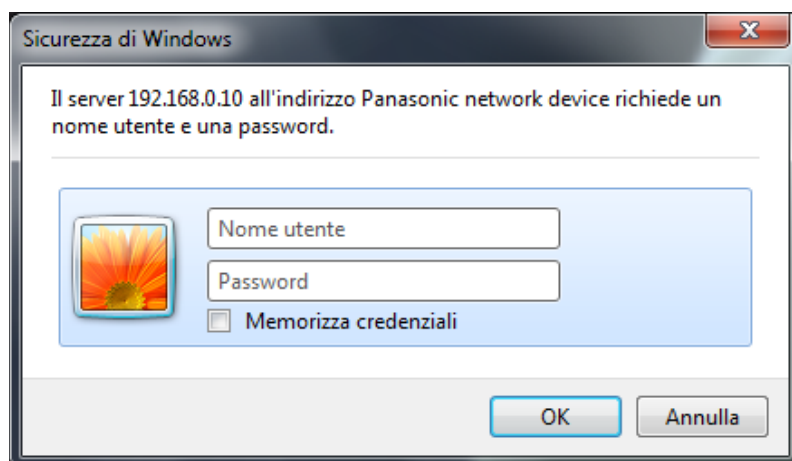 Sicurezza di Windows
Il server 192.168.0.10 all'indirizzo Panasonic network device richiede un
nome utente e una password.
Nome utente
Password
Memorizza credenziali
OK
Annulla